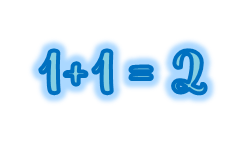 1+1 = 2